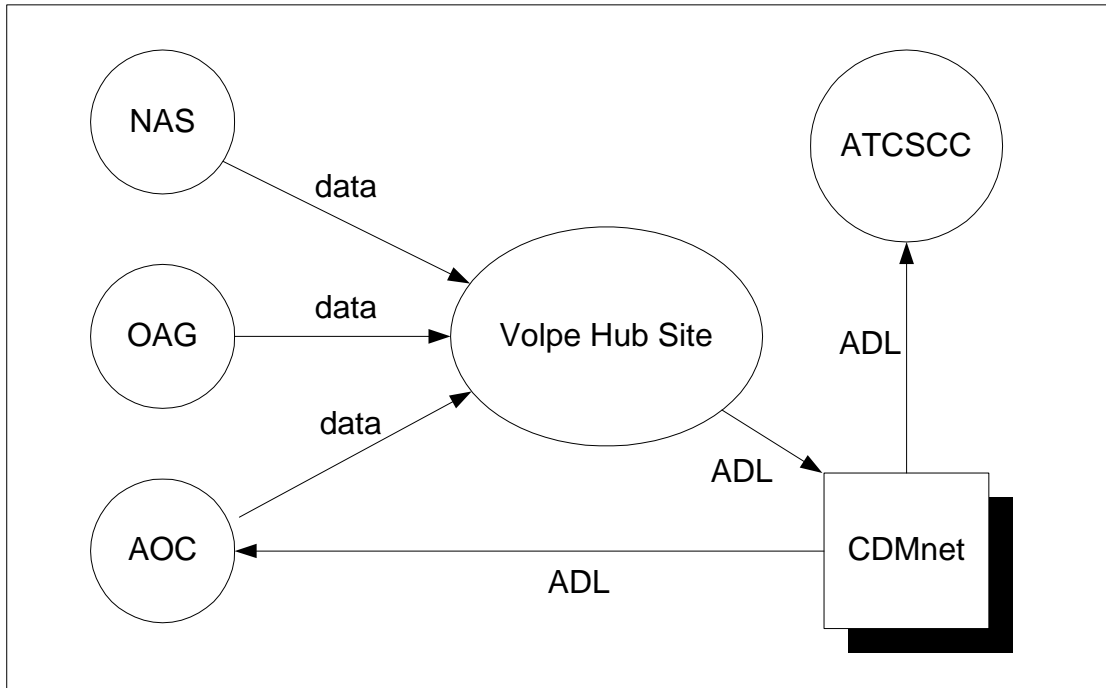 NAS
ATCSCC
data
OAG
data
Volpe Hub Site
ADL
data
ADL
AOC
CDMnet
ADL